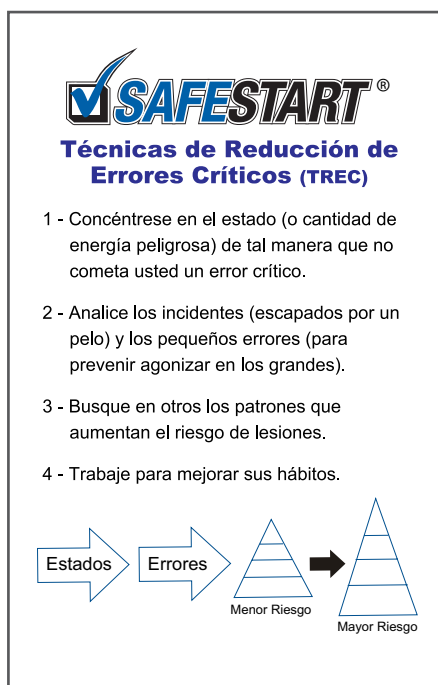 SAFESTART ®
Técnicas de Reducción de
Errores Críticos (TREC)
1 - Concéntrese en el estado (o cantidad de
energía peligrosa) de tal manera que no
cometa usted un error crítico.
2 - Analice los incidentes (escapados por un
pelo) y los pequeños errores (para
prevenir agonizar en los grandes).
3 - Busque en otros los patrones que
aumentan el riesgo de lesiones.
4 - Trabaje para mejorar sus hábitos.
Estados Errores
Menor Riesgo
Mayor Riesgo